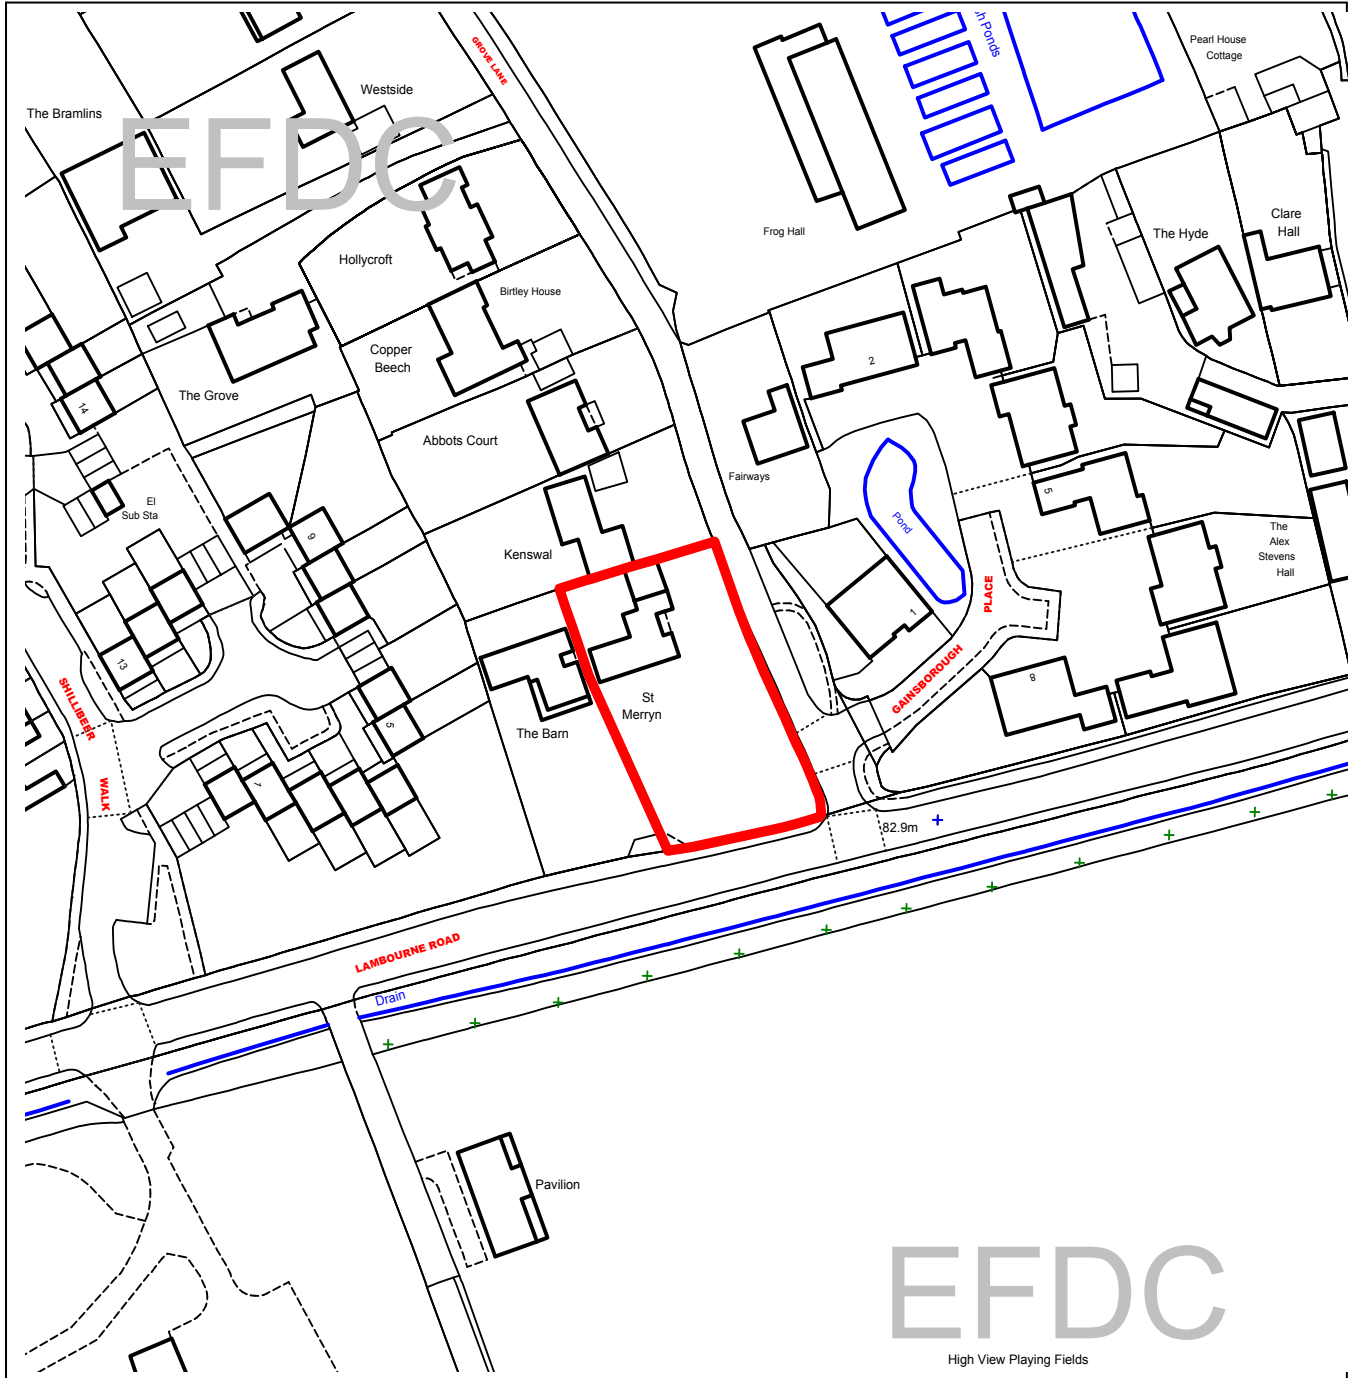 GROVE LANE
h Ponds
Pearl House
Cottage
Westside
The Bramlins
EFDC
Frog Hall
The Hyde
Clare
Hall
Hollycroft
Birtley House
Copper
Beech
2
The Grove
14
Abbots Court
Fairways
El
Sub Sta
5
Pond
9
Kenswal
The
Alex
Stevens
Hall
PLACE
1
13
SHILLIBEER
WALK
GAINSBOROUGH
8
St
Merryn
The Barn
5
7
82.9m
LAMBOURNE ROAD
Drain
Pavilion
EFDC
High View Playing Fields